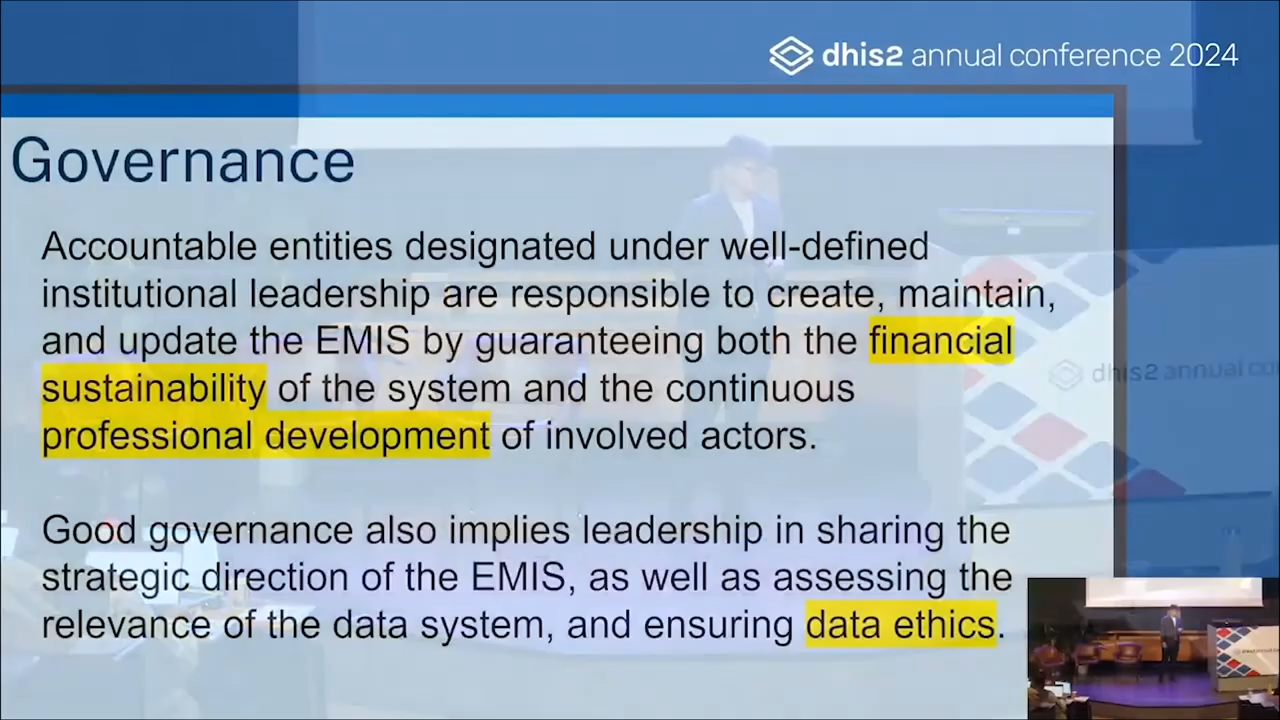 dhis2 annual conference 2024
Governance
Accountable entities designated under well-defined
institutional leadership are responsible to create, maintain,
and update the EMIS by guaranteeing both the financial
sustainability of the system and the continuous
professional development of involved actors.
dhis2 annual co
Good governance also implies leadership in sharing the
strategic direction of the EMIS, as well as assessing the
relevance of the data system, and ensuring data ethics.